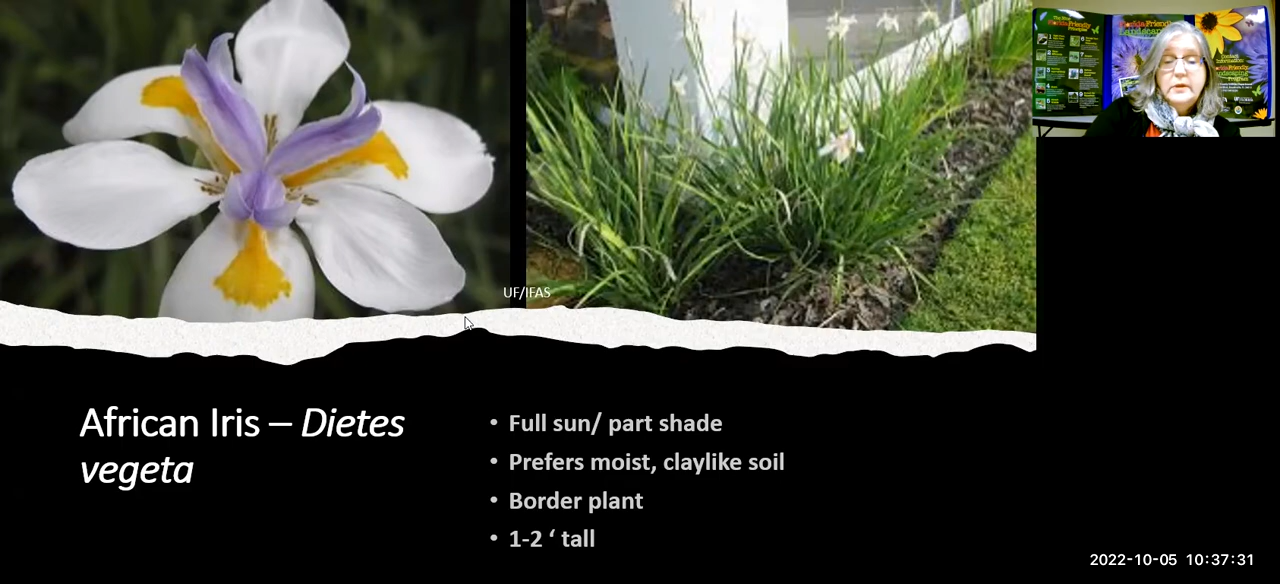 UF/IFAS
African Iris – Dietes
vegeta
• Full sun/ part shade
• Prefers moist, claylike soil
• Border plant
• 1-2 ‘ tall
2022-10-05 10:37:31